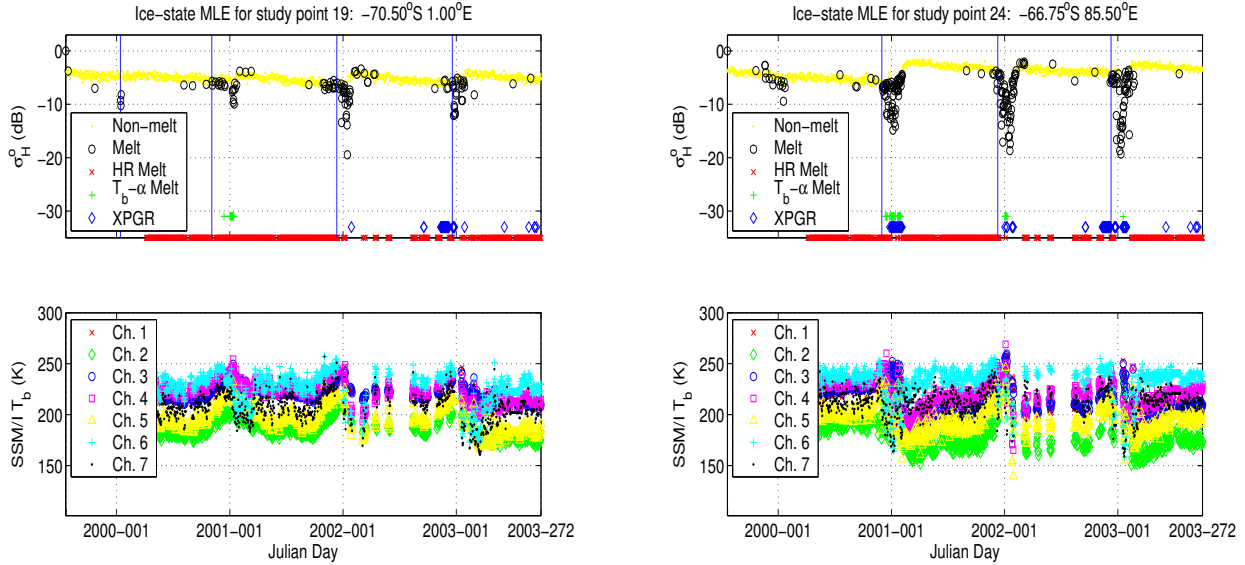 Ice-state MLE for study point 19: −70.50°S 1.00°E
0
−10
−20
−30
σHo (dB)
Non-melt
Melt
HR Melt
Tb-α Melt
XPGR
300
250
200
150
SSM/I Tb (K)
Ch. 1
Ch. 2
Ch. 3
Ch. 4
Ch. 5
Ch. 6
Ch. 7
2000−001 2001−001 2002−001 2003−001 2003−272
Julian Day
Ice-state MLE for study point 24: −66.75°S 85.50°E
0
−10
−20
−30
σHo (dB)
Non-melt
Melt
HR Melt
Tb-α Melt
XPGR
300
250
200
150
SSM/I Tb (K)
Ch. 1
Ch. 2
Ch. 3
Ch. 4
Ch. 5
Ch. 6
Ch. 7
2000−001 2001−001 2002−001 2003−001 2003−272
Julian Day